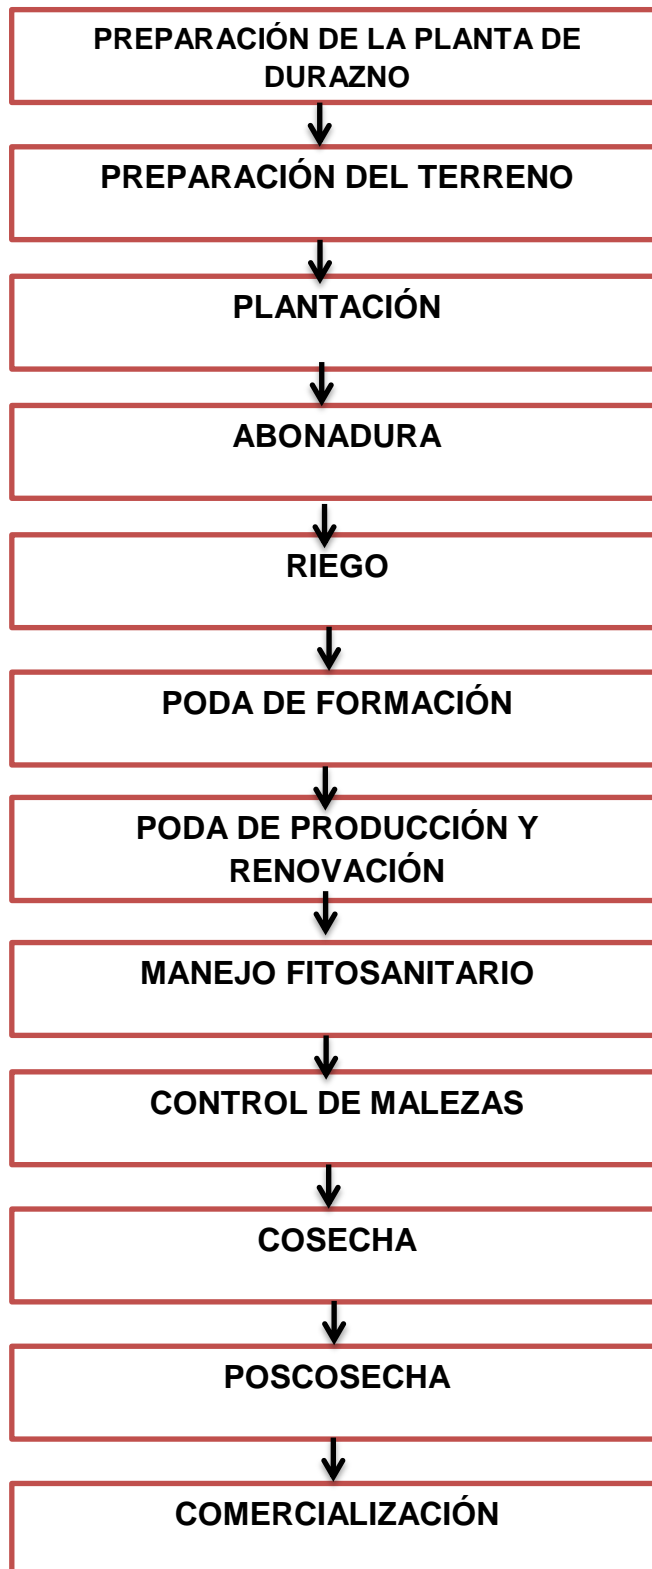 PREPARACIÓN DE LA PLANTA DE
DURAZNO
PREPARACIÓN DEL TERRENO
PLANTACIÓN
ABONADURA
RIEGO
PODA DE FORMACIÓN
PODA DE PRODUCCIÓN Y
RENOVACIÓN
MANEJO FITOSANITARIO
CONTROL DE MALEZAS
COSECHA
POSCOSECHA
COMERCIALIZACIÓN